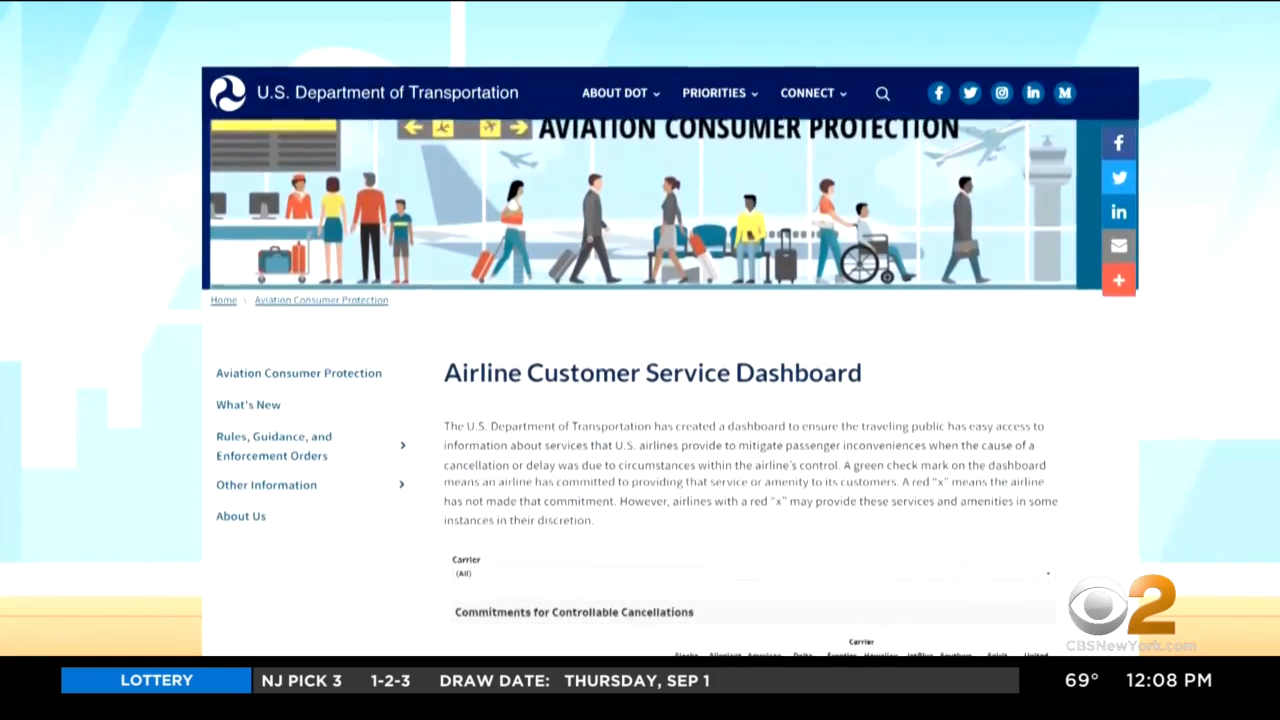 U.S. Department of Transportation
ABOUT DOT PRIORITIES CONNECT
AVIATION CONSUMER PROTECTION
Home \ Aviation Consumer Protection
Aviation Consumer Protection
What's New
Rules, Guidance, and
Enforcement Orders
Other Information
About Us
Airline Customer Service Dashboard
The U.S. Department of Transportation has created a dashboard to ensure the traveling public has easy access to
information about services that U.S. airlines provide to mitigate passenger inconveniences when the cause of a
cancellation or delay was due to circumstances within the airline's control. A green check mark on the dashboard
means an airline has committed to providing that service or amenity to its customers. A red "x" means the airline
has not made that commitment. However, airlines with a red "x" may provide these services and amenities in some
instances in their discretion.
Carrier
(All)
Commitments for Controllable Cancellations
Carrier
2
CBSNewYork.com
LOTTERY NJ PICK 3 1-2-3 DRAW DATE: THURSDAY, SEP 1 69° 12:08 PM